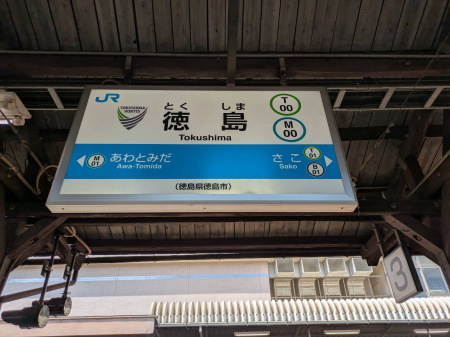 JR
TOKUSHIMA
VORTIS
とく しま
徳島
Tokushima
T
00
M
00
M
01
あわとみだ
Awa-Tomida
さこ
Sako
T
01
B
01
(徳島県徳島市)
3